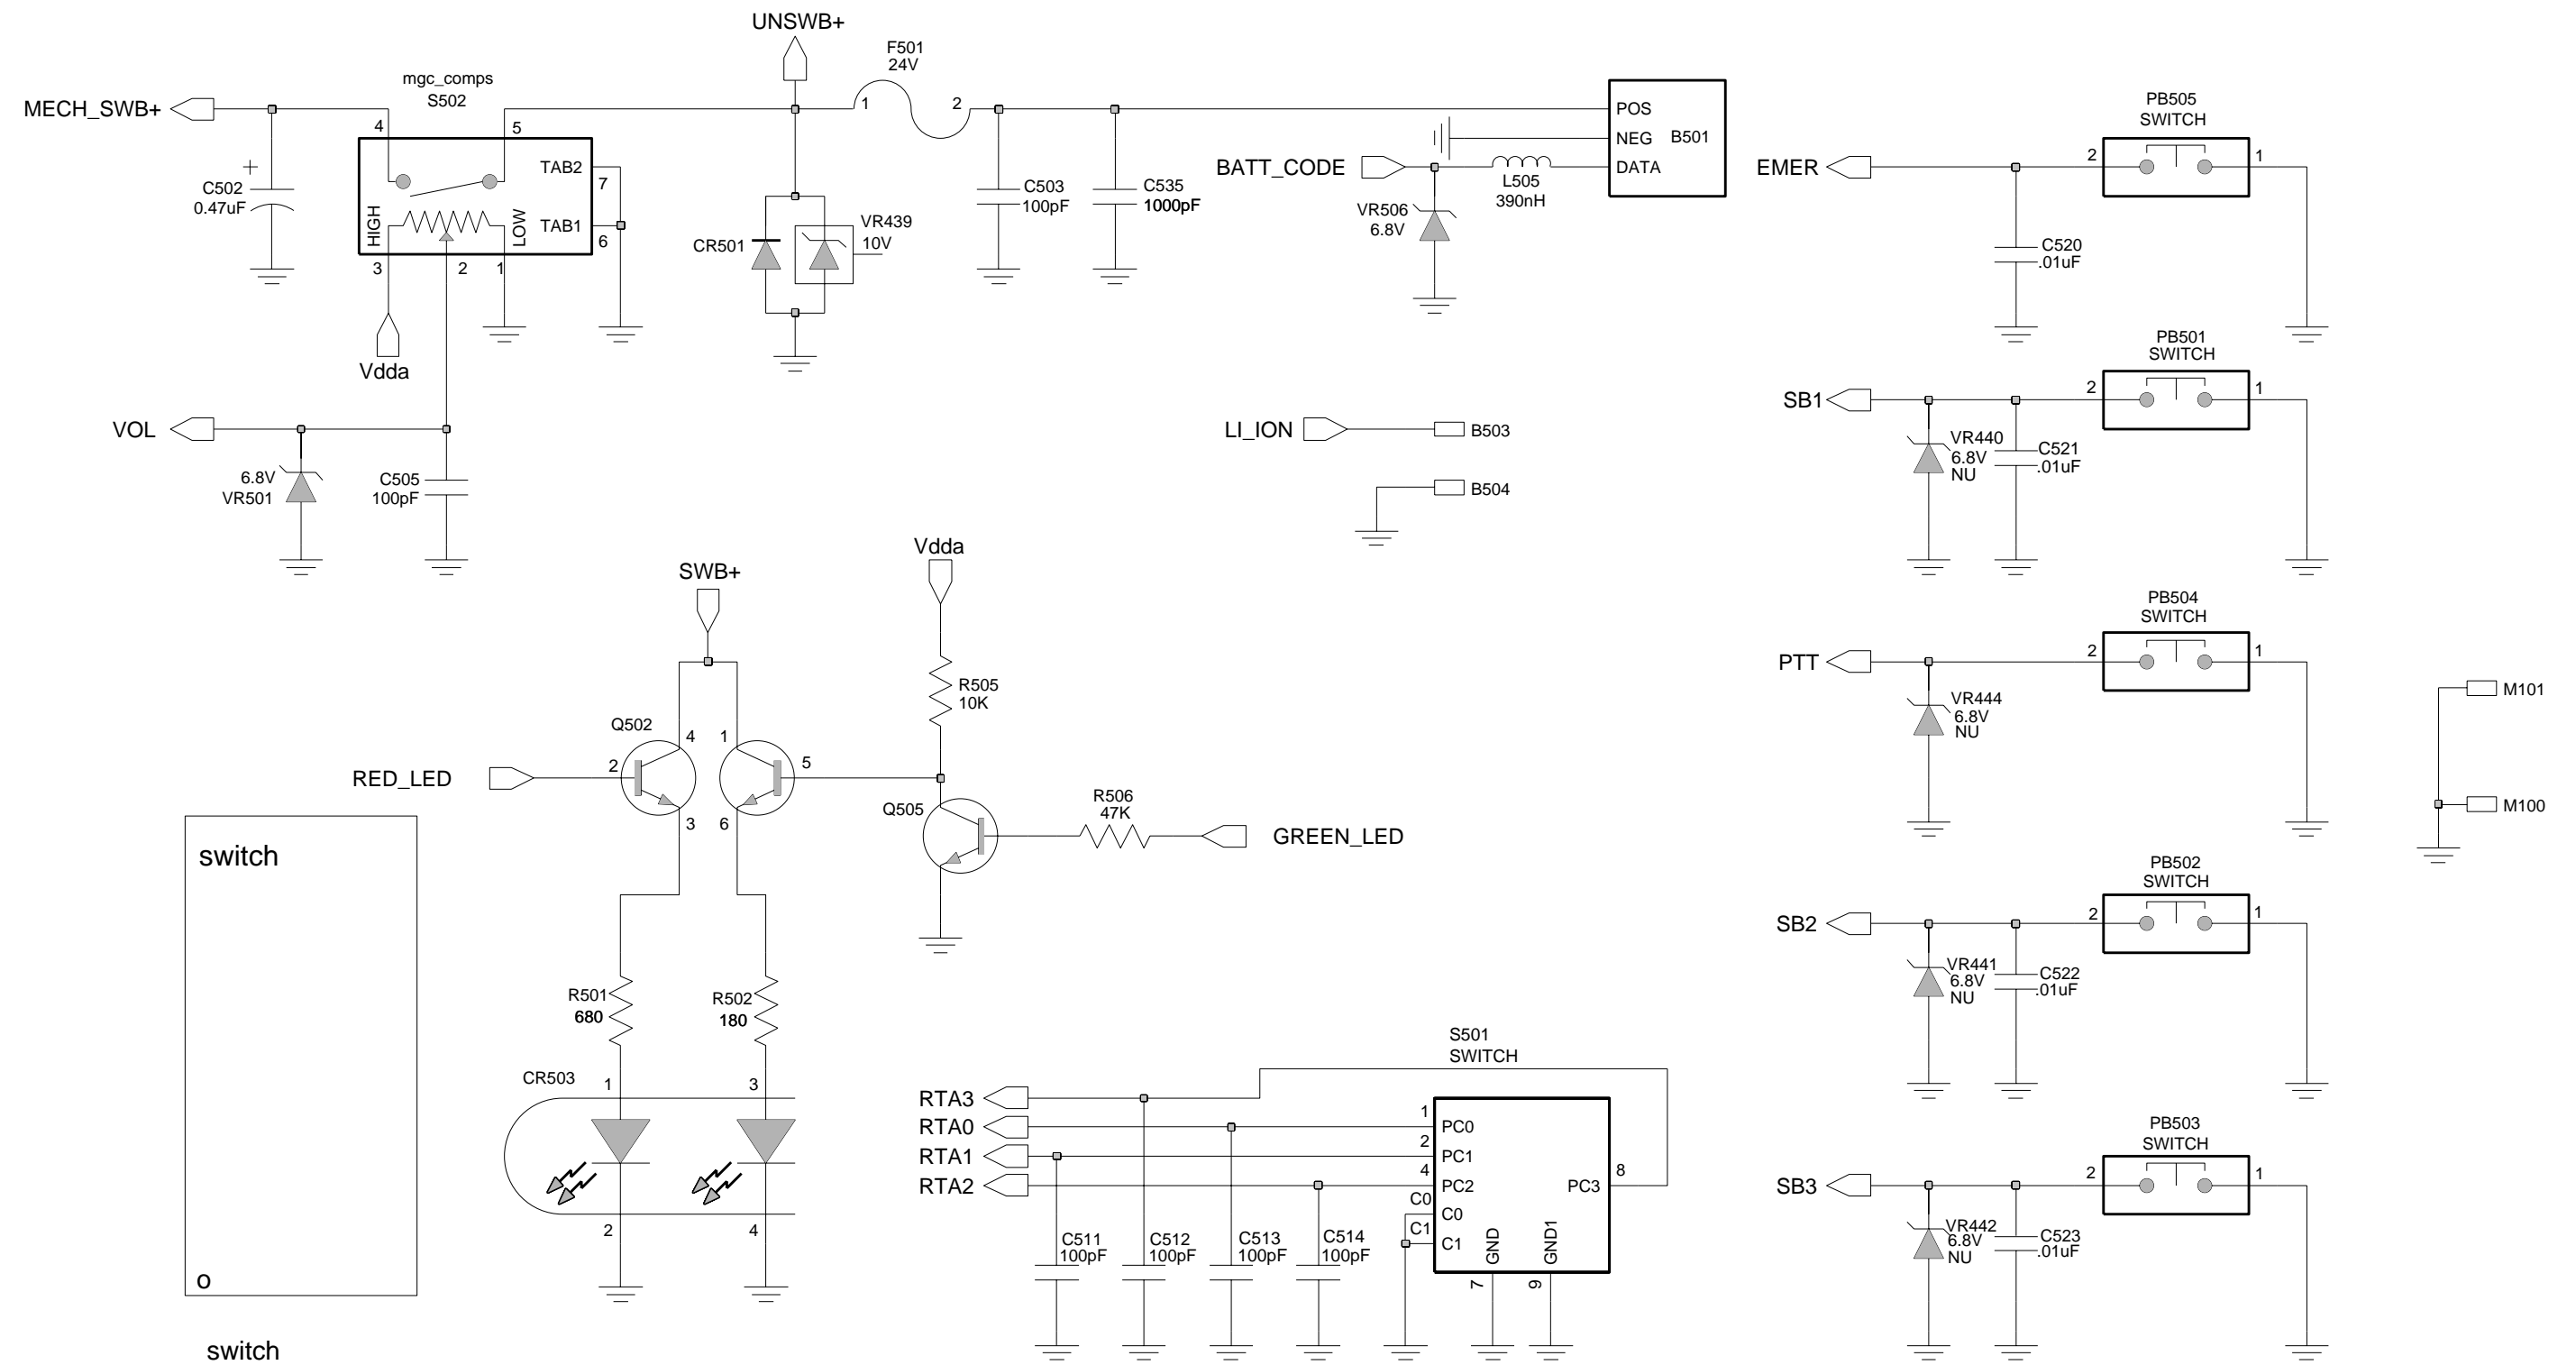 UNSWB+
F501
24V
mgc_comps
S502
MECH_SWB+
1
2
4
5
C502
0.47uF
+
TAB2
7
TAB1
6
HIGH
LOW
3
2
1
Vdda
CR501
VR439
10V
C503
100pF
C535
1000pF
POS
NEG
DATA
B501
BATT_CODE
L505
390nH
VR506
6.8V
VOL
6.8V
VR501
C505
100pF
LI_ION
B503
B504
PB505
SWITCH
EMER
2
1
C520
.01uF
PB501
SWITCH
SB1
2
1
VR440
6.8V
NU
C521
.01uF
PB504
SWITCH
PTT
2
1
VR444
6.8V
NU
M101
M100
PB502
SWITCH
SB2
2
1
VR441
6.8V
NU
C522
.01uF
PB503
SWITCH
SB3
2
1
VR442
6.8V
NU
C523
.01uF
SWB+
Vdda
R505
10K
Q502
4
1
RED_LED
2
5
3
6
Q505
R506
47K
GREEN_LED
R501
680
R502
180
CR503
1
3
2
4
switch
o
switch
S501
SWITCH
RTA3
RTA0
RTA1
RTA2
1
PC0
2
PC1
4
PC2
C0
C0
C1
C1
PC3
8
GND
GND1
7
9
C511
100pF
C512
100pF
C513
100pF
C514
100pF